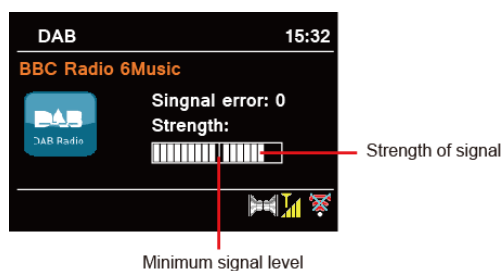 DAB 15:32
BBC Radio 6Music
Singnal error: 0
Strength:
DAB
DAB Radio
Strength of signal
Minimum signal level